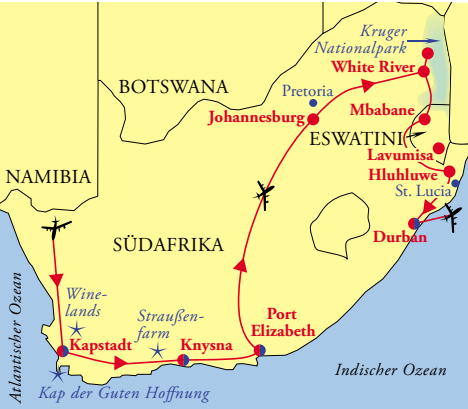 Kruger
Nationalpark
White River
BOTSWANA
Pretoria
Mbabane
Johannesburg
ESWATINI
Lavumisa
Hluhluwe
NAMIBIA
St. Lucia
Durban
SÜDAFRIKA
Atlantischer Ozean
Wine-
lands
Straußen-
farm
Port
Elizabeth
Kapstadt
Knysna
Indischer Ozean
Kap der Guten Hoffnung